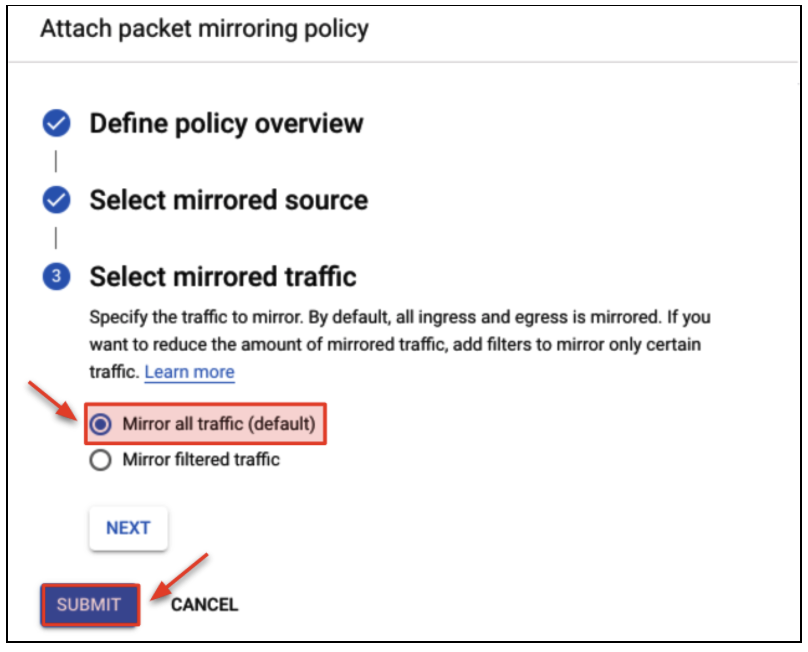 Attach packet mirroring policy
Define policy overview
Select mirrored source
3 Select mirrored traffic
Specify the traffic to mirror. By default, all ingress and egress is mirrored. If you
want to reduce the amount of mirrored traffic, add filters to mirror only certain
traffic. Learn more
Mirror all traffic (default)
Mirror filtered traffic
NEXT
SUBMIT CANCEL